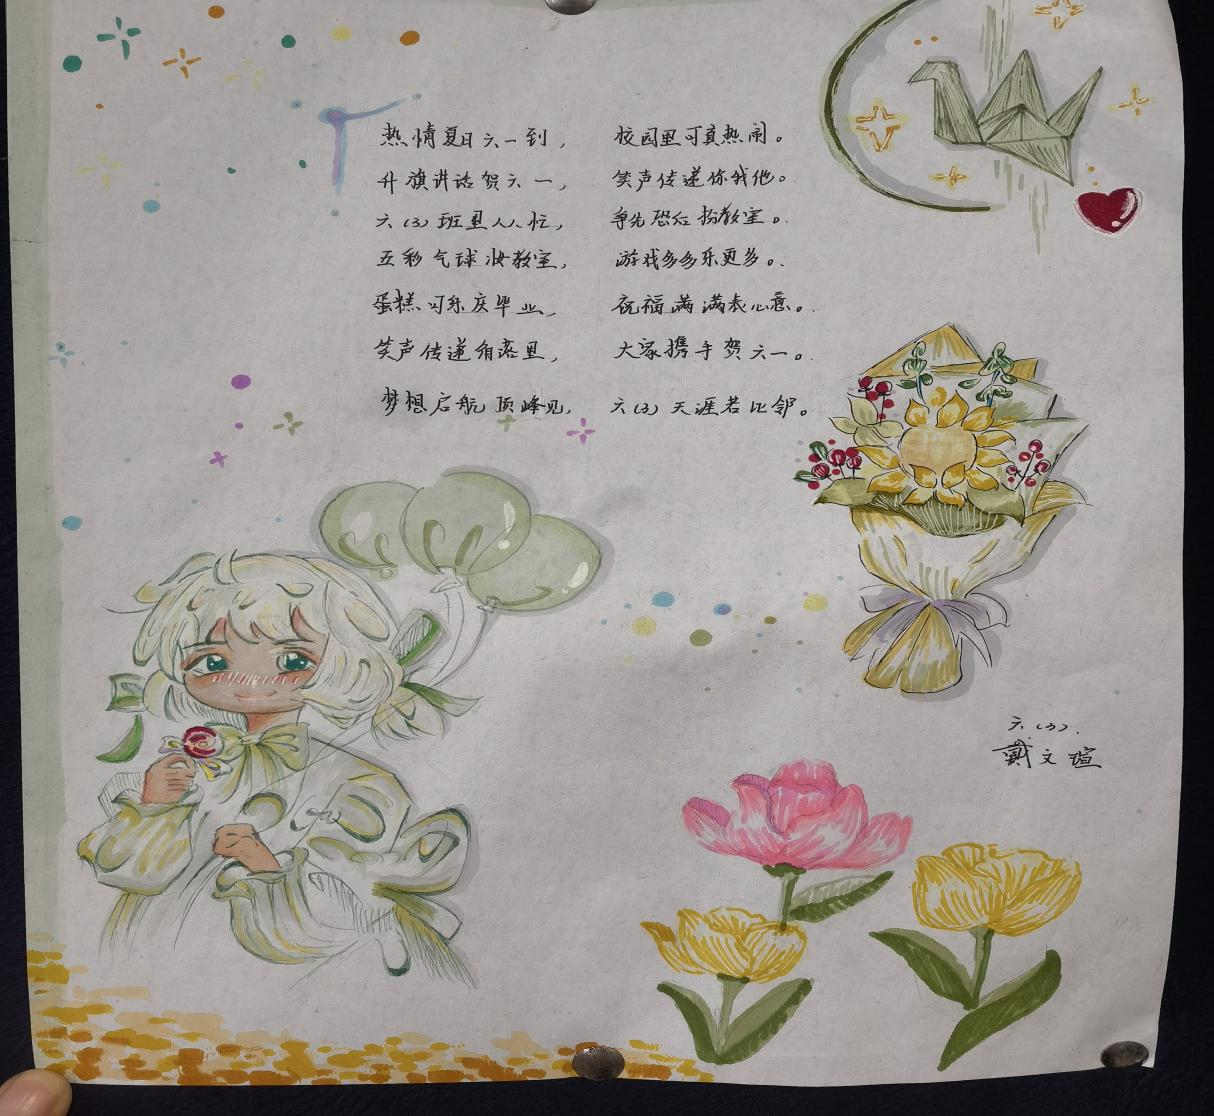 热情夏日六一到， 校园里可真热闹。
升旗讲话贺六一， 笑声传递你我他。
六（3）班里人人忙， 争先恐后扮教室。
五彩气球妆教室， 游戏多多乐更多。
蛋糕可乐庆毕业， 祝福满满表心意。
笑声传递角落里， 大家携手贺六一。
梦想启航顶峰见， 六（3）天涯若比邻。
六（3）
戴文瑄